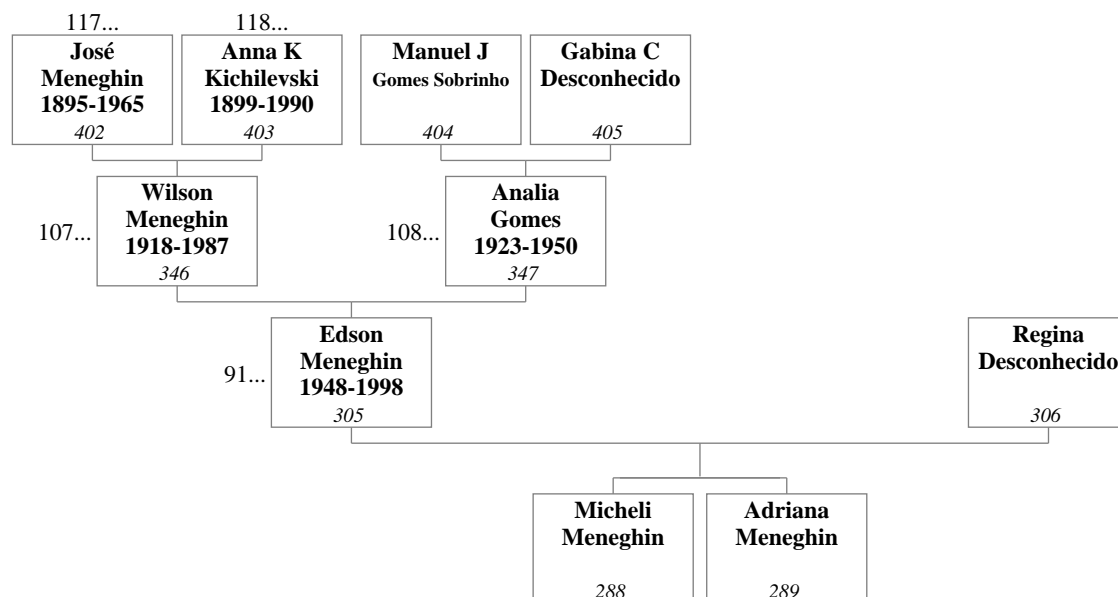 117...
118...
José
Meneghin
1895-1965
402
Anna K
Kichilevski
1899-1990
403
Manuel J
Gomes Sobrinho
404
Gabina C
Desconhecido
405
107...
Wilson
Meneghin
1918-1987
346
108...
Analia
Gomes
1923-1950
347
91...
Edson
Meneghin
1948-1998
305
Regina
Desconhecido
306
Micheli
Meneghin
288
Adriana
Meneghin
289